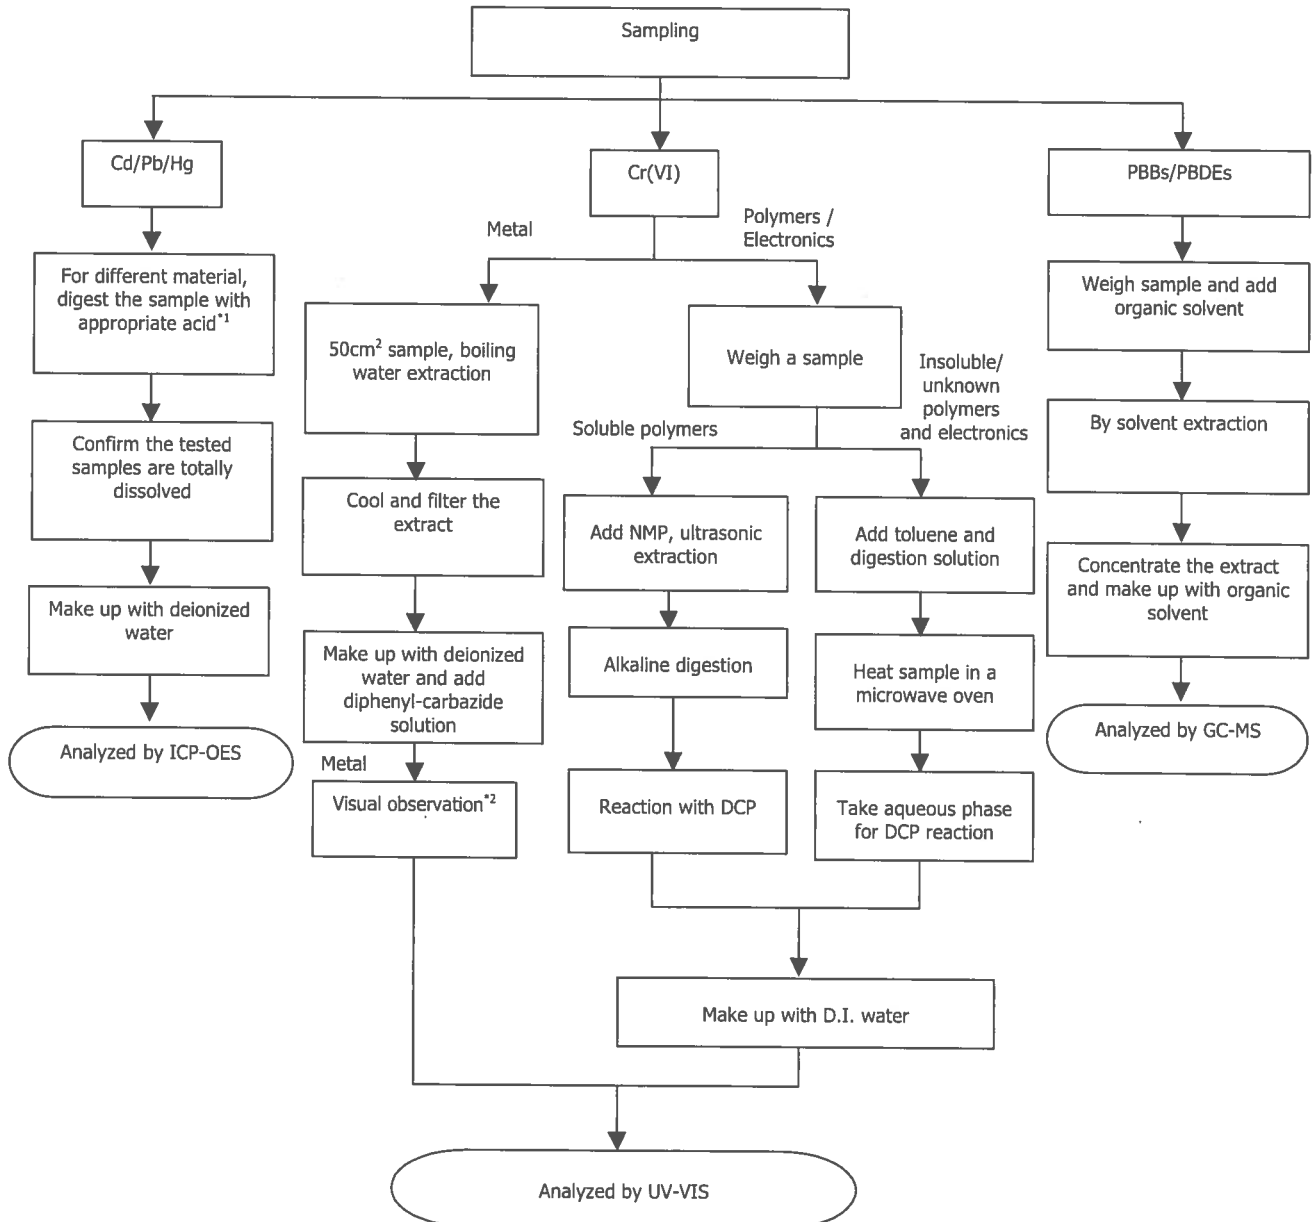 Sampling
Cd/Pb/Hg
Cr(VI)
PBBs/PBDEs
Metal
Polymers /
Electronics
For different material,
digest the sample with
appropriate acid*1
Weigh sample and add
organic solvent
50cm² sample, boiling
water extraction
Weigh a sample
Insoluble/
unknown
polymers
and electronics
Soluble polymers
By solvent extraction
Confirm the tested
samples are totally
dissolved
Cool and filter the
extract
Add NMP, ultrasonic
extraction
Add toluene and
digestion solution
Concentrate the extract
and make up with organic
solvent
Make up with deionized
water
Make up with deionized
water and add
diphenyl-carbazide
solution
Alkaline digestion
Heat sample in a
microwave oven
Analyzed by ICP-OES
Analyzed by GC-MS
Metal
Visual observation*2
Reaction with DCP
Take aqueous phase
for DCP reaction
Make up with D.I. water
Analyzed by UV-VIS